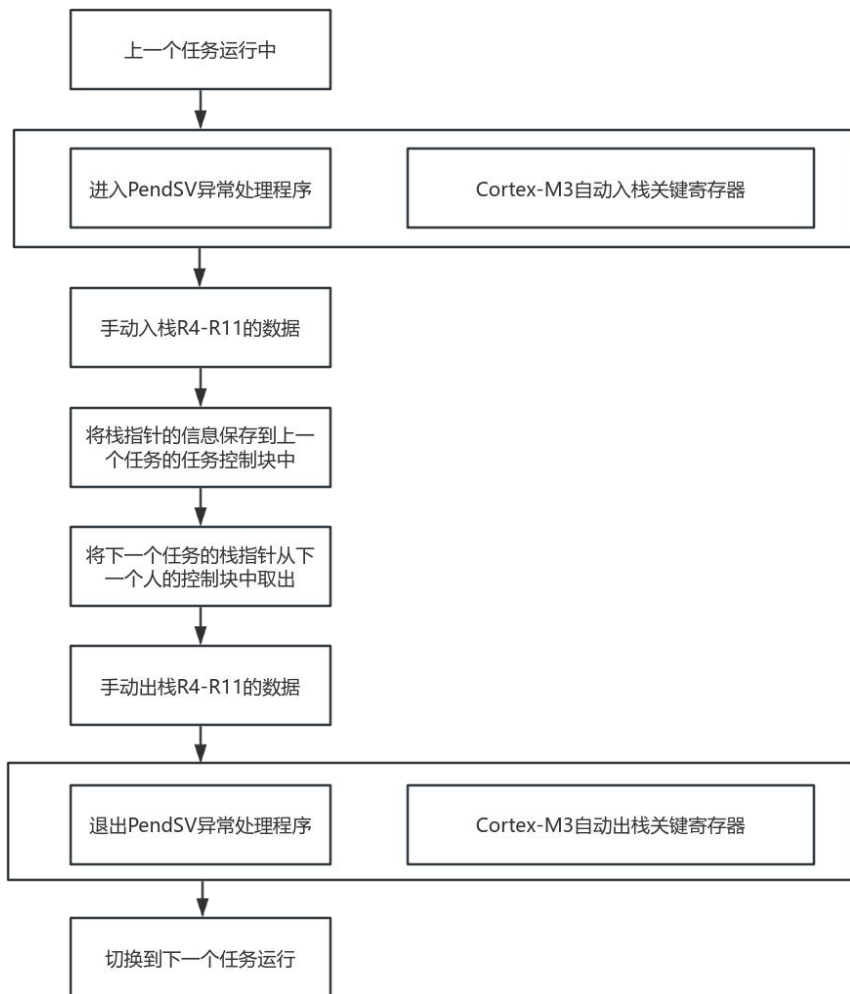 上一个任务运行中
进入PendSV异常处理程序
Cortex-M3自动入栈关键寄存器
手动入栈R4-R11的数据
将栈指针的信息保存到上一
个任务的任务控制块中
将下一个任务的栈指针从下
一个人的控制块中取出
手动出栈R4-R11的数据
退出PendSV异常处理程序
Cortex-M3自动出栈关键寄存器
切换到下一个任务运行